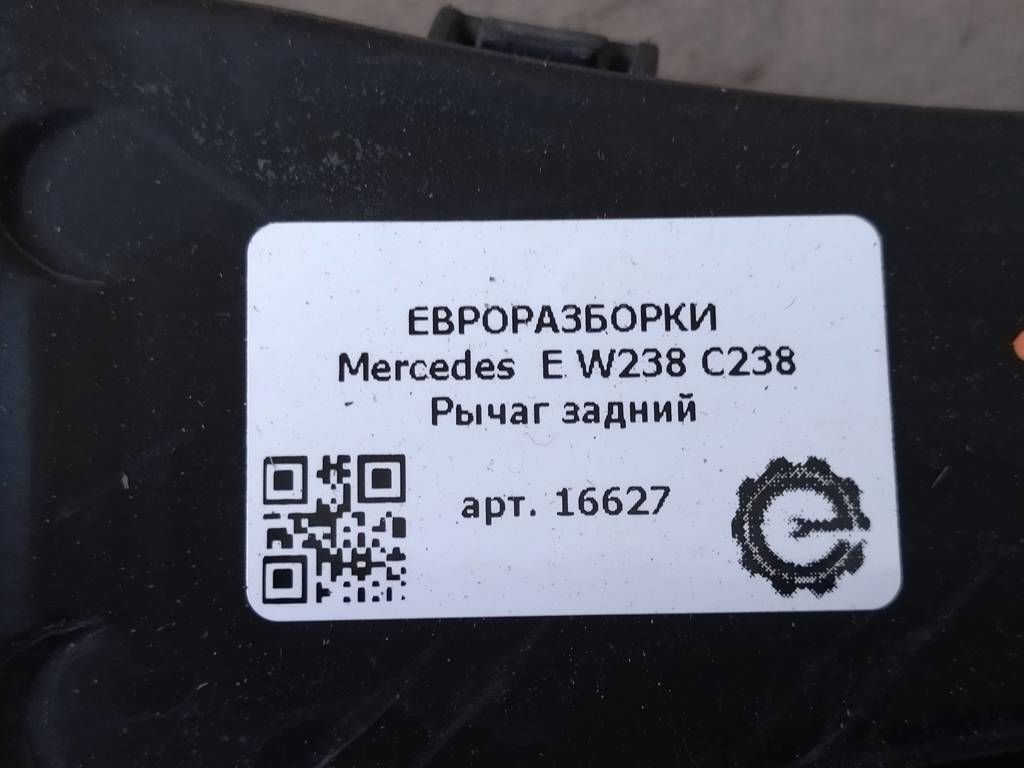 ЕВРОРАЗБОРКИ
Mercedes E W238 C238
Рычаг задний
арт. 16627